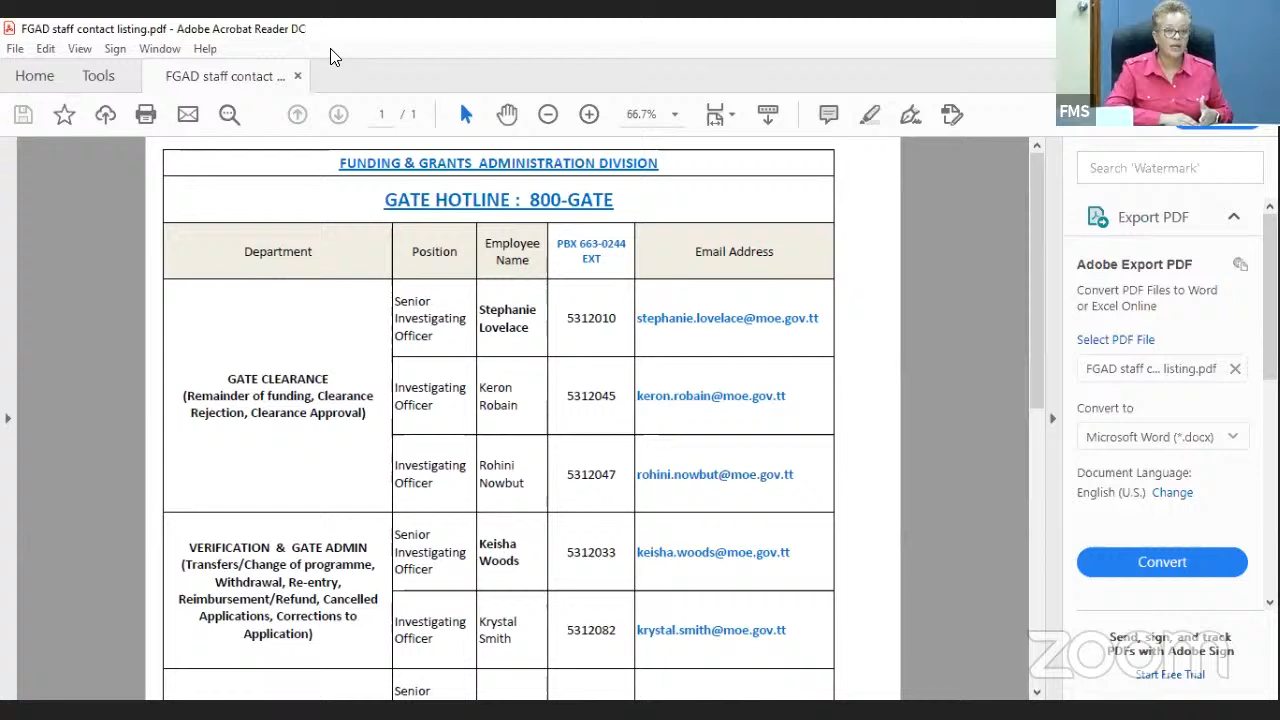 FGAD staff contact listing.pdf - Adobe Acrobat Reader DC
File Edit View Sign Window Help
Home Tools FGAD staff contact ... ×
1 / 1 66.7%
FMS
FUNDING & GRANTS ADMINISTRATION DIVISION
GATE HOTLINE : 800-GATE
Department
Position
Employee
Name
PBX 663-0244
EXT
Email Address
GATE CLEARANCE
(Remainder of funding, Clearance
Rejection, Clearance Approval)
Senior
Investigating
Officer
Stephanie
Lovelace
5312010
stephanie.lovelace@moe.gov.tt
Investigating
Officer
Keron
Robain
5312045
keron.robain@moe.gov.tt
Investigating
Officer
Rohini
Nowbut
5312047
rohini.nowbut@moe.gov.tt
VERIFICATION & GATE ADMIN
(Transfers/Change of programme,
Withdrawal, Re-entry,
Reimbursement/Refund, Cancelled
Applications, Corrections to
Application)
Senior
Investigating
Officer
Keisha
Woods
5312033
keisha.woods@moe.gov.tt
Investigating
Officer
Krystal
Smith
5312082
krystal.smith@moe.gov.tt
Senior
Search 'Watermark'
Export PDF
Adobe Export PDF
Convert PDF Files to Word
or Excel Online
Select PDF File
FGAD staff c... listing.pdf
Convert to
Microsoft Word (*.docx)
Document Language:
English (U.S.) Change
Convert
Send, sign, and track
PDFs with Adobe Sign
Start Free Trial
zoom